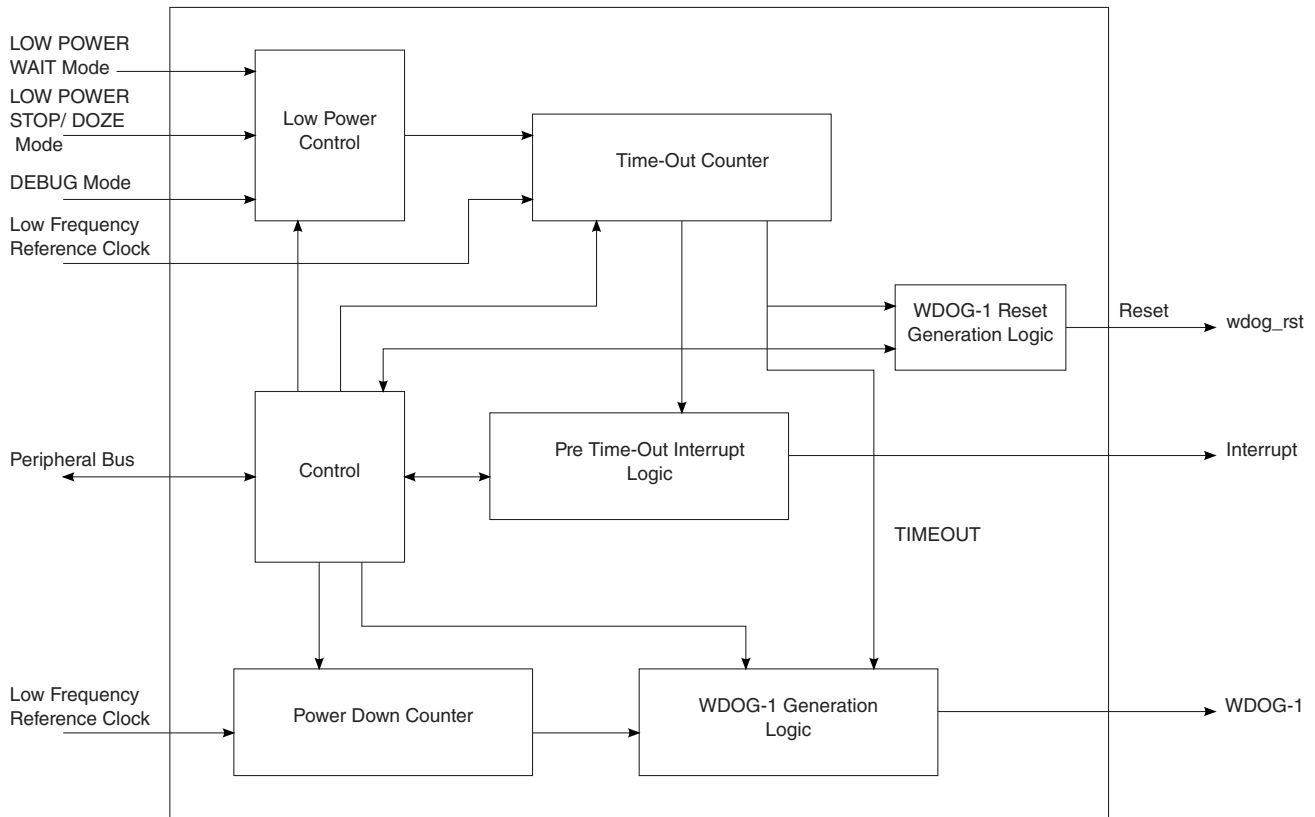 LOW POWER
WAIT Mode
LOW POWER
STOP/ DOZE
Mode
DEBUG Mode
Low Frequency
Reference Clock
Low Power
Control
Time-Out Counter
WDOG-1 Reset
Generation Logic
Reset
wdog_rst
Peripheral Bus
Control
Pre Time-Out Interrupt
Logic
Interrupt
TIMEOUT
Low Frequency
Reference Clock
Power Down Counter
WDOG-1 Generation
Logic
WDOG-1